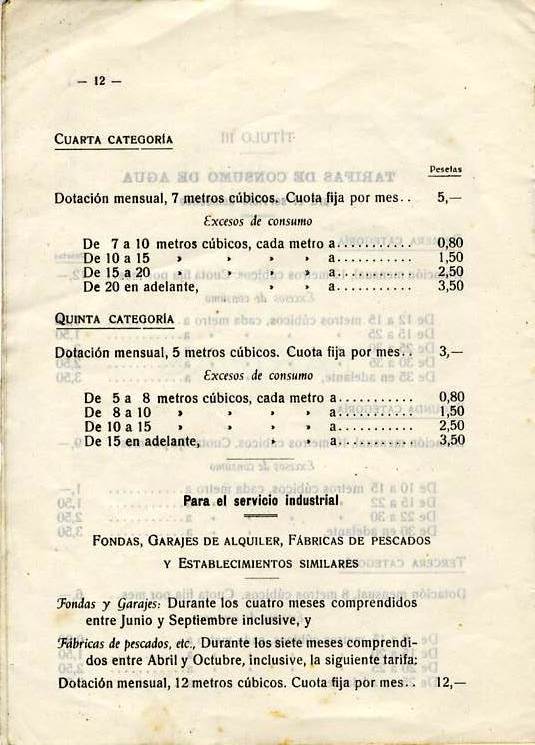 — 12 —
CUARTA CATEGORÍA
Pesetas
Dotación mensual, 7 metros cúbicos. Cuota fija por mes.. 5,—
Excesos de consumo
De 7 a 10 metros cúbicos, cada metro a........... 0,80
De 10 a 15 » » » » a........... 1,50
De 15 a 20 » » » » a........... 2,50
De 20 en adelante, » » a........... 3,50
QUINTA CATEGORÍA
Dotación mensual, 5 metros cúbicos. Cuota fija por mes.. 3,—
Excesos de consumo
De 5 a 8 metros cúbicos, cada metro a........... 0,80
De 8 a 10 » » » » a........... 1,50
De 10 a 15 » » » » a........... 2,50
De 15 en adelante, » » a........... 3,50
Para el servicio industrial
FONDAS, GARAJES DE ALQUILER, FÁBRICAS DE PESCADOS
Y ESTABLECIMIENTOS SIMILARES
Fondas y Garajes: Durante los cuatro meses comprendidos
entre Junio y Septiembre inclusive, y
Fábricas de pescados, etc., Durante los siete meses comprendi-
dos entre Abril y Octubre, inclusive, la siguiente tarifa:
Dotación mensual, 12 metros cúbicos. Cuota fija por mes.. 12,—